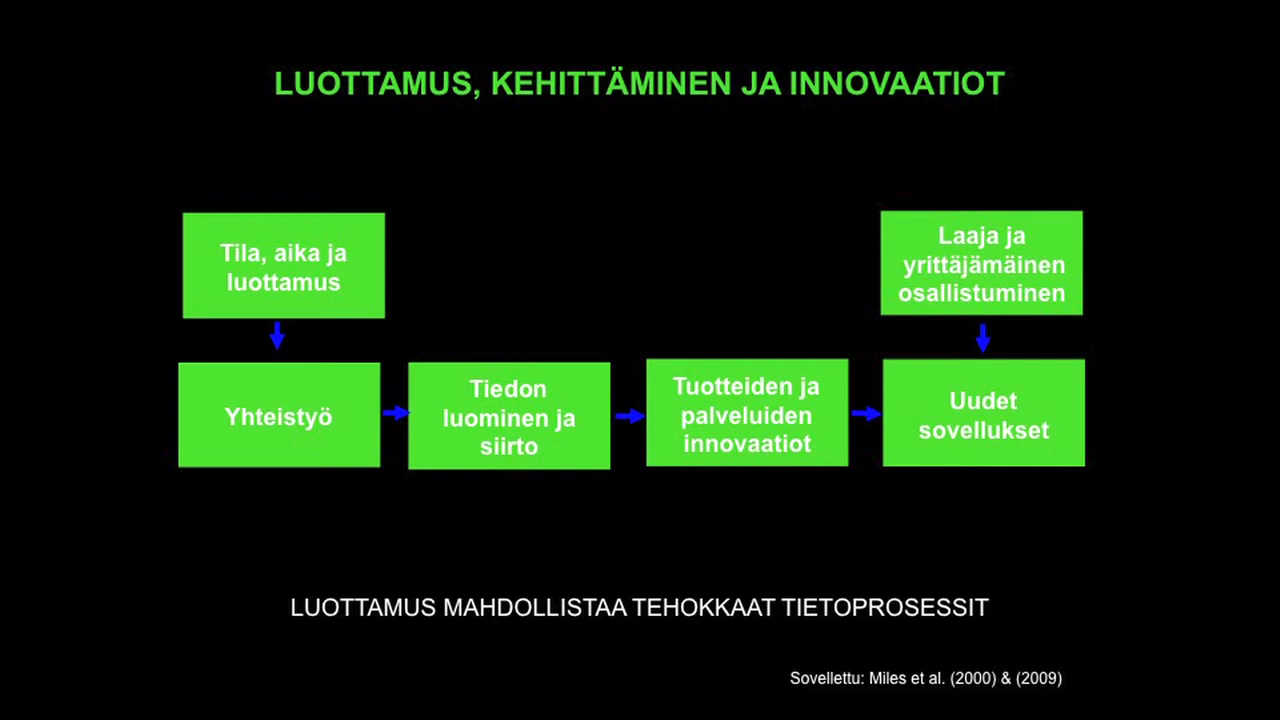 LUOTTAMUS, KEHITTÄMINEN JA INNOVAATIOT
Tila, aika ja
luottamus
Laaja ja
yrittäjämäinen
osallistuminen
Yhteistyö
Tiedon
luominen ja
siirto
Tuotteiden ja
palveluiden
innovaatiot
Uudet
sovellukset
LUOTTAMUS MAHDOLLISTAA TEHOKKAAT TIETOPROSESSIT
Sovellettu: Miles et al. (2000) & (2009)